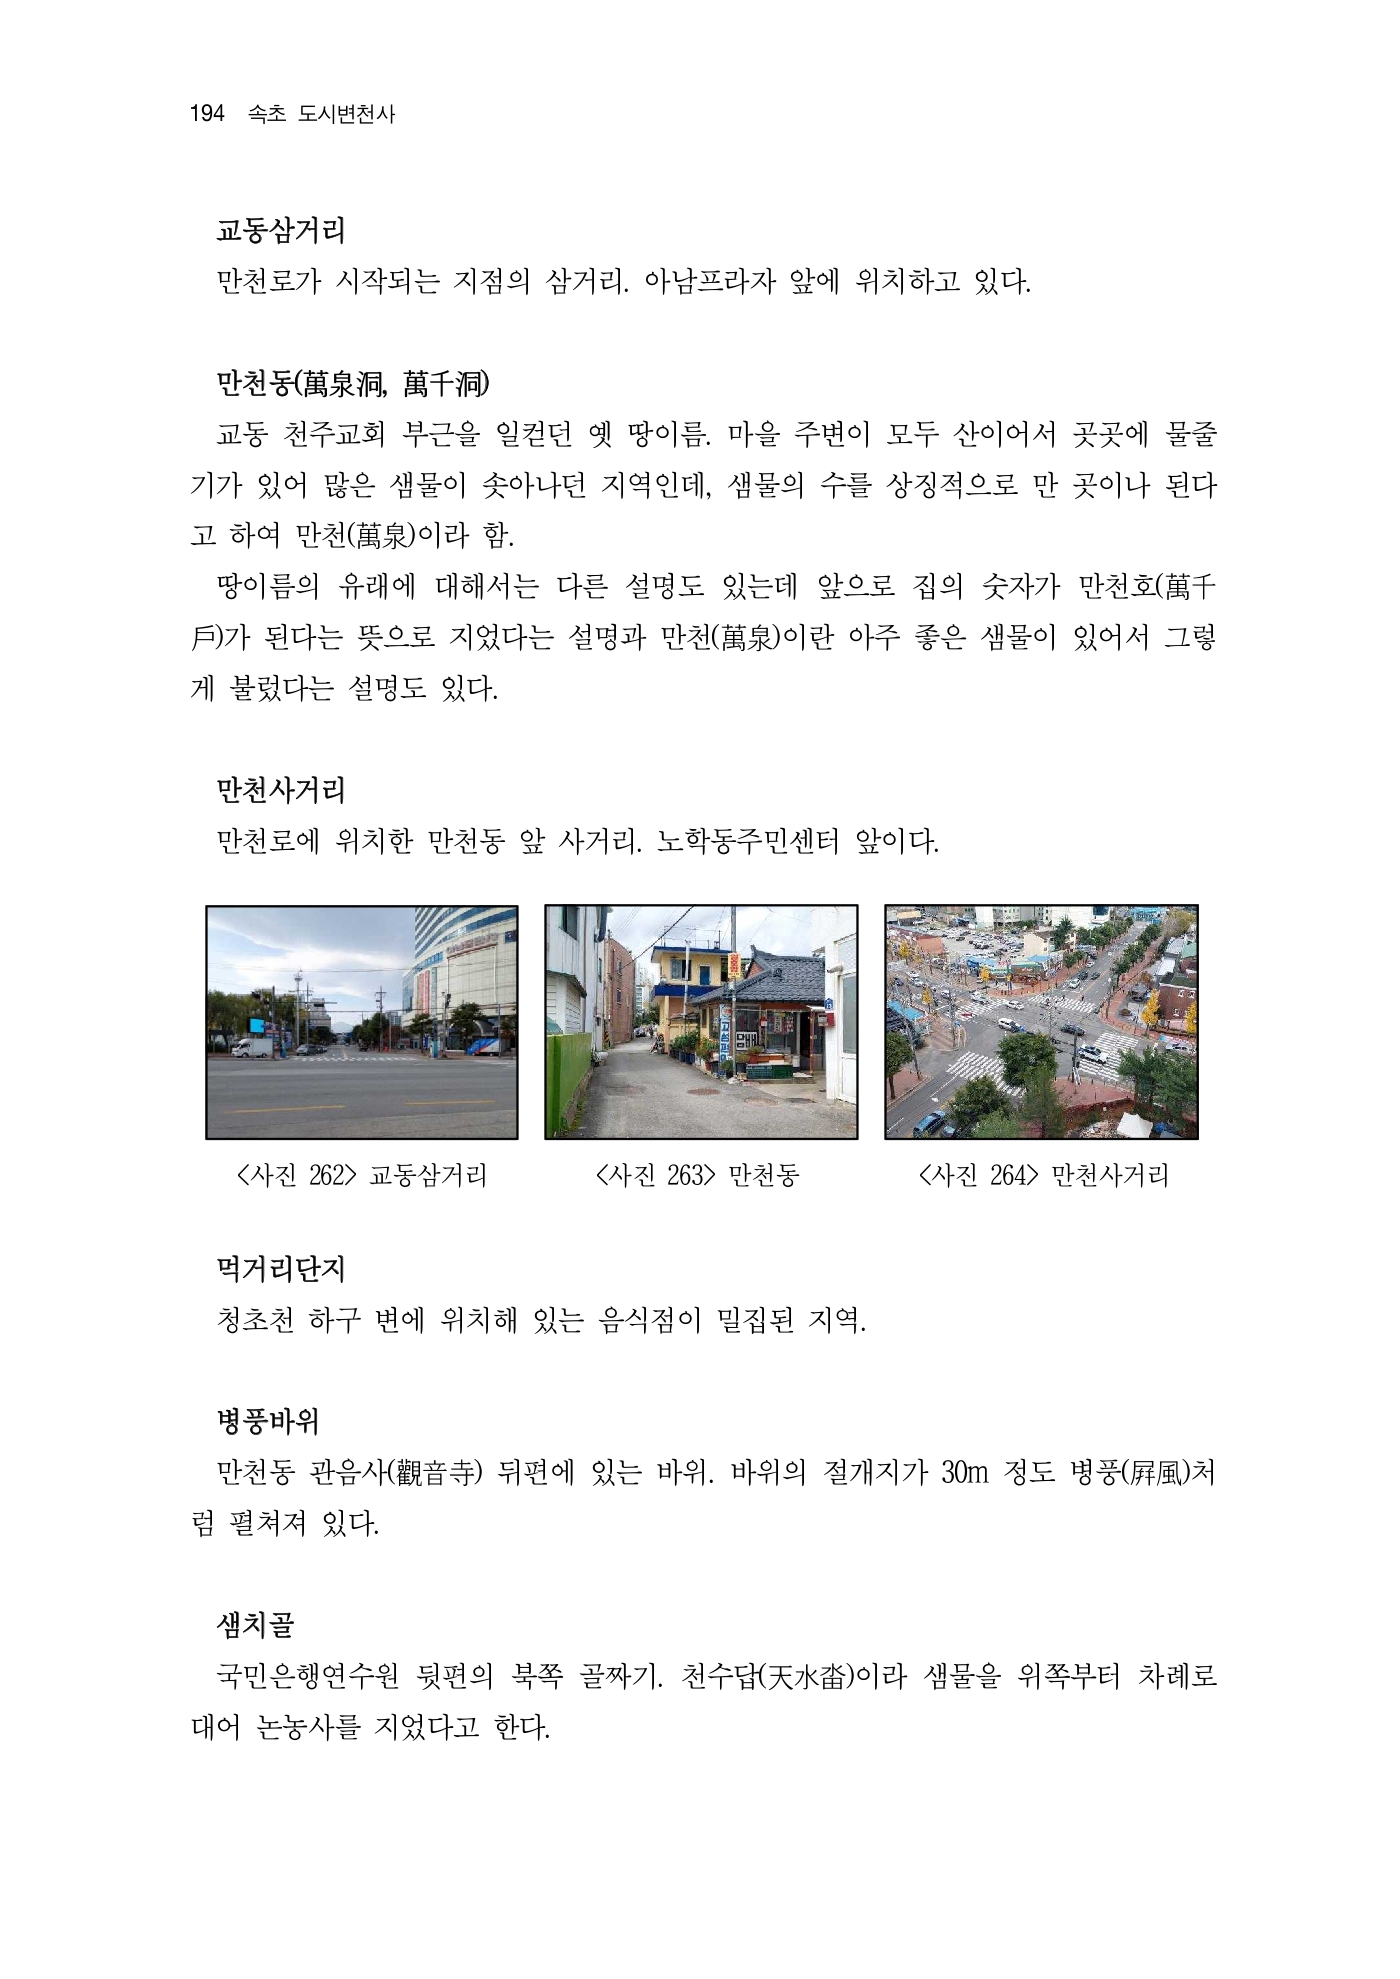 194 속초 도시변천사
교동삼거리
만천로가 시작되는 지점의 삼거리. 아남프라자 앞에 위치하고 있다.
만천동(萬泉洞, 萬千洞)
교동 천주교회 부근을 일컫던 옛 땅이름. 마을 주변이 모두 산이어서 곳곳에 물줄
기가 있어 많은 샘물이 솟아나던 지역인데, 샘물의 수를 상징적으로 만 곳이나 된다
고 하여 만천(萬泉)이라 함.
땅이름의 유래에 대해서는 다른 설명도 있는데 앞으로 집의 숫자가 만천호(萬千
戶)가 된다는 뜻으로 지었다는 설명과 만천(萬泉)이란 아주 좋은 샘물이 있어서 그렇
게 불렀다는 설명도 있다.
만천사거리
만천로에 위치한 만천동 앞 사거리. 노학동주민센터 앞이다.
담배
<사진 262> 교동삼거리
<사진 263> 만천동
<사진 264> 만천사거리
먹거리단지
청초천 하구 변에 위치해 있는 음식점이 밀집된 지역.
병풍바위
만천동 관음사(觀音寺) 뒤편에 있는 바위. 바위의 절개지가 30m 정도 병풍(屛風)처
럼 펼쳐져 있다.
샘치골
국민은행연수원 뒷편의 북쪽 골짜기. 천수답(天水畓)이라 샘물을 위쪽부터 차례로
대어 논농사를 지었다고 한다.